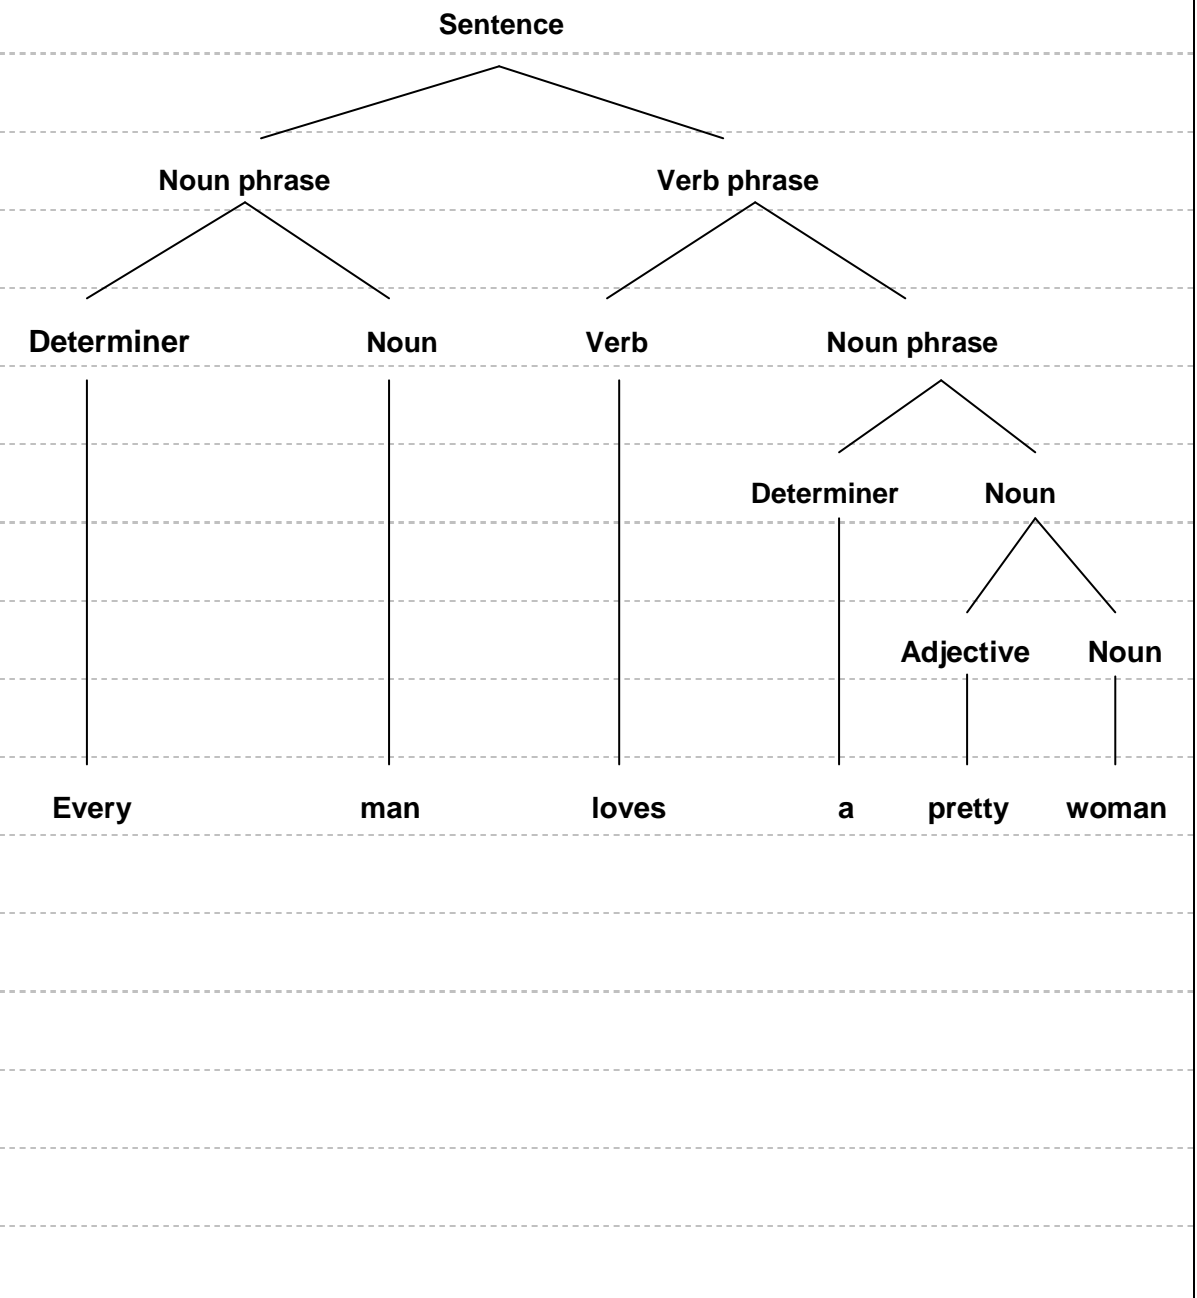 Sentence
Noun phrase Verb phrase
Determiner Noun Verb Noun phrase
Determiner Noun
Adjective Noun
Every man loves a pretty woman